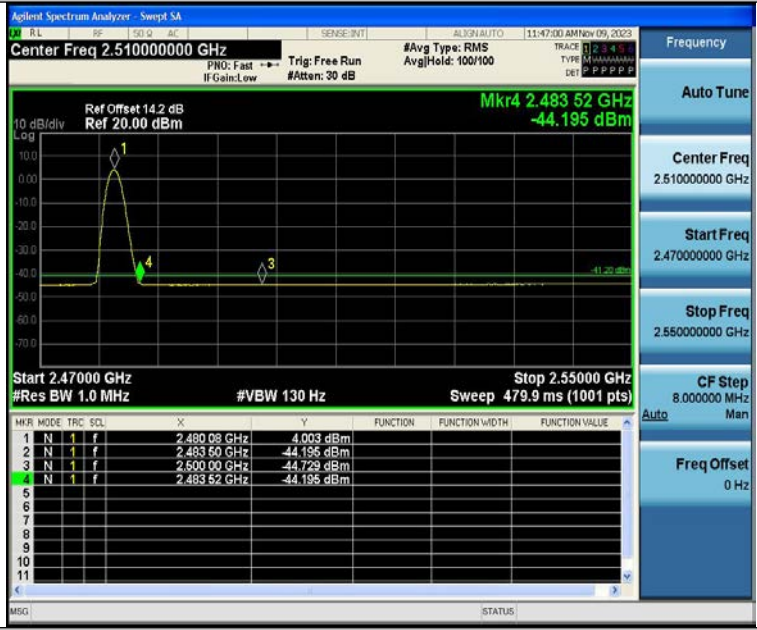 Agilent Spectrum Analyzer - Swept SA
RL RF 50 Ω AC SENSE:INT ALIGN AUTO 11:47:00 AM Nov 09, 2023
Center Freq 2.510000000 GHz
PNO: Fast
IFGain:Low
Trig: Free Run
#Atten: 30 dB
#Avg Type: RMS
Avg|Hold: 100/100
TRACE 1 2 3 4 5 6
TYPE M
DET P P P P P P
Ref Offset 14.2 dB
10 dB/div Ref 20.00 dBm
Log
Mkr4 2.483 52 GHz
-44.195 dBm
10.0
0.00
-10.0
-20.0
-30.0
-40.0
-50.0
-60.0
-70.0
1
4
3
-41.20 dBm
Start 2.47000 GHz Stop 2.55000 GHz
#Res BW 1.0 MHz #VBW 130 Hz Sweep 479.9 ms (1001 pts)
MKR MODE TRC SCL X Y FUNCTION FUNCTION WIDTH FUNCTION VALUE
1 N 1 f 2.480 08 GHz 4.003 dBm
2 N 1 f 2.483 50 GHz -44.195 dBm
3 N 1 f 2.500 00 GHz -44.729 dBm
4 N 1 f 2.483 52 GHz -44.195 dBm
5
6
7
8
9
10
11
MSG STATUS
Frequency
Auto Tune
Center Freq
2.510000000 GHz
Start Freq
2.470000000 GHz
Stop Freq
2.550000000 GHz
CF Step
8.000000 MHz
Auto Man
Freq Offset
0 Hz